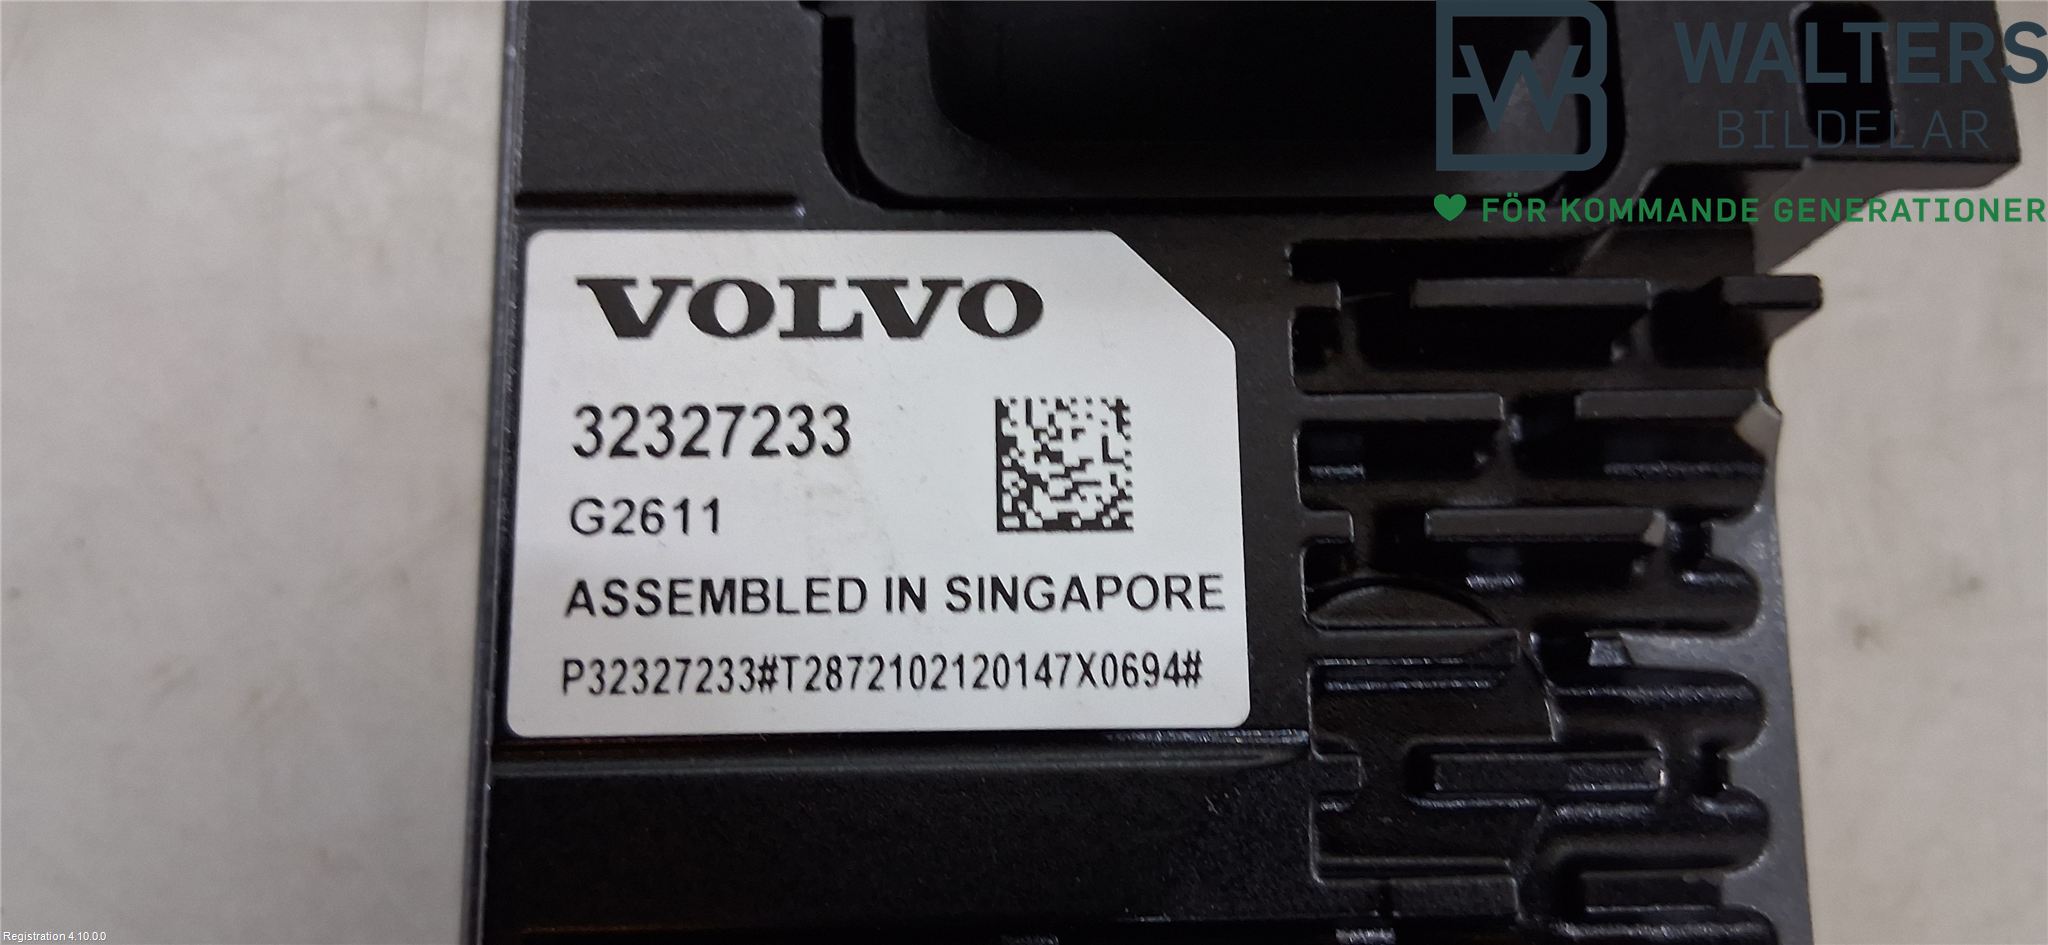 WALTERS
BILDELAR
FÖR KOMMANDE GENERATIONER
VOLVO
32327233
G2611
ASSEMBLED IN SINGAPORE
P32327233#T2872102120147X0694#
Registration 4.10.0.0